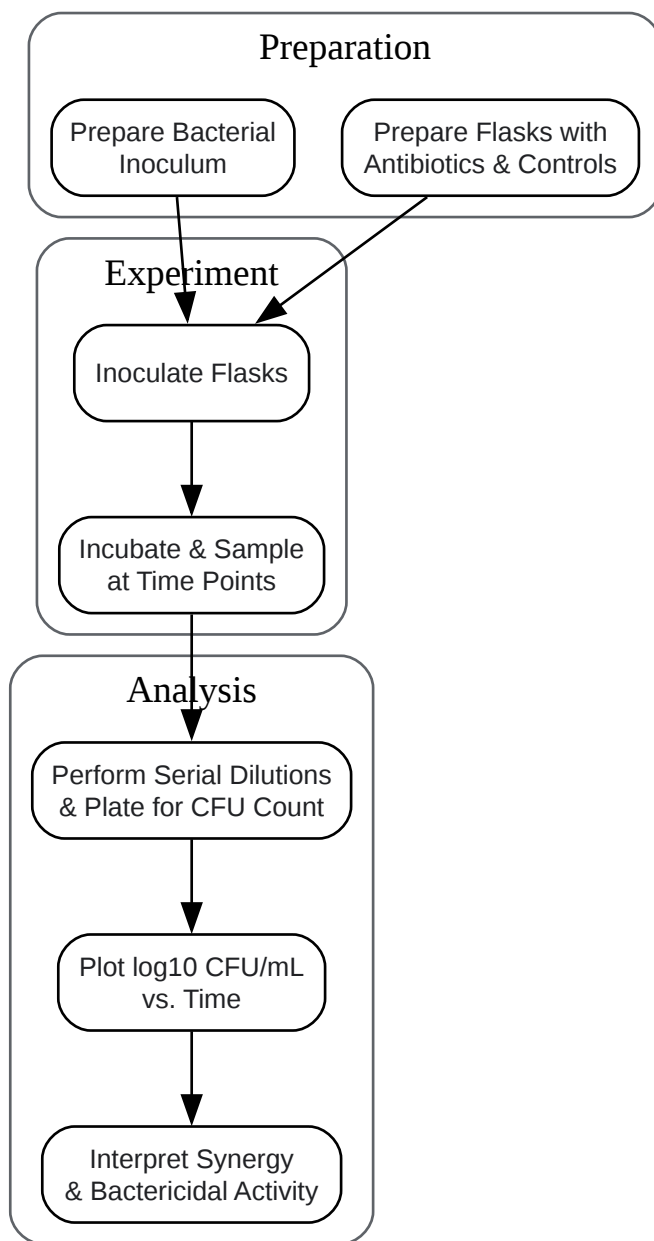 Preparation
Prepare Bacterial
Inoculum
Prepare Flasks with
Antibiotics & Controls
Experiment
Inoculate Flasks
Incubate & Sample
at Time Points
Analysis
Perform Serial Dilutions
& Plate for CFU Count
Plot log10 CFU/mL
vs. Time
Interpret Synergy
& Bactericidal Activity